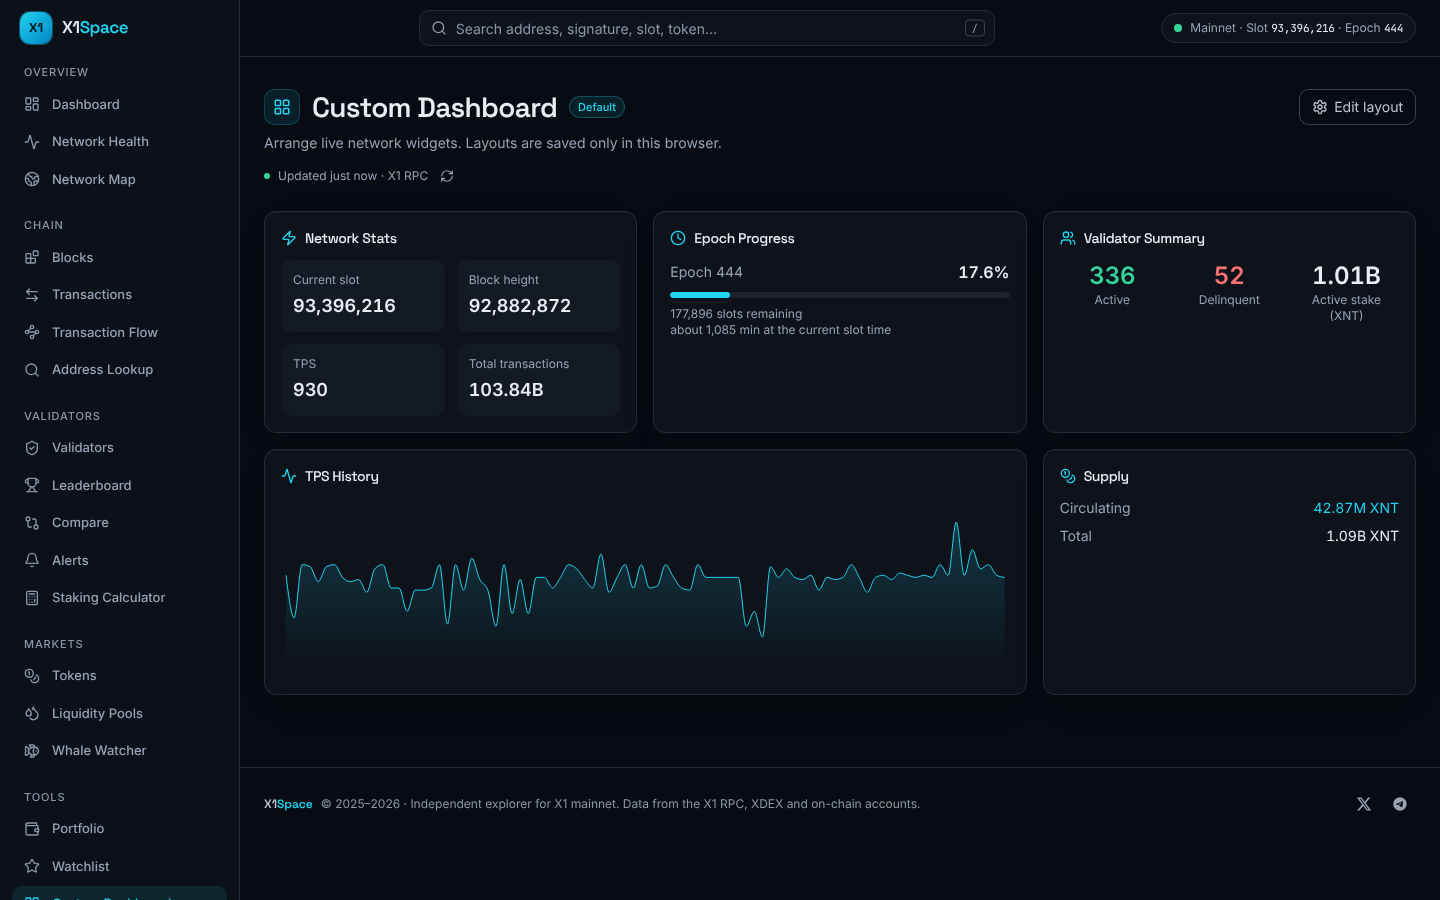 X1 X1Space
Search address, signature, slot, token... /
Mainnet · Slot 93,396,216 · Epoch 444
OVERVIEW
Dashboard
Network Health
Network Map
CHAIN
Blocks
Transactions
Transaction Flow
Address Lookup
VALIDATORS
Validators
Leaderboard
Compare
Alerts
Staking Calculator
MARKETS
Tokens
Liquidity Pools
Whale Watcher
TOOLS
Portfolio
Watchlist
Custom Dashboard
Custom Dashboard Default
Edit layout
Arrange live network widgets. Layouts are saved only in this browser.
Updated just now · X1 RPC
Network Stats
Current slot
93,396,216
Block height
92,882,872
TPS
930
Total transactions
103.84B
Epoch Progress
Epoch 444 17.6%
177,896 slots remaining
about 1,085 min at the current slot time
Validator Summary
336
Active
52
Delinquent
1.01B
Active stake
(XNT)
TPS History
Supply
Circulating 42.87M XNT
Total 1.09B XNT
X1Space © 2025–2026 · Independent explorer for X1 mainnet. Data from the X1 RPC, XDEX and on-chain accounts.